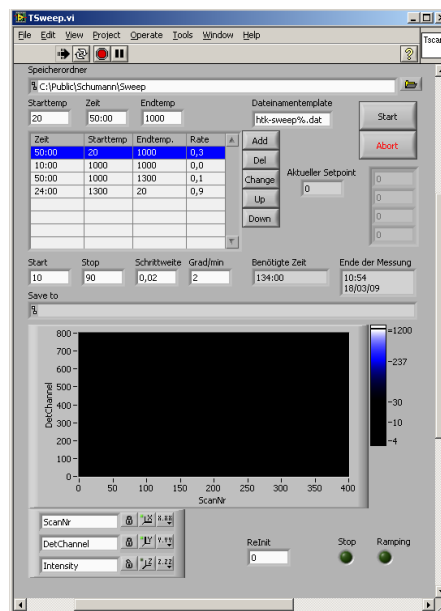 TSweep.vi
File Edit View Project Operate Tools Window Help
Tscan
Speicherordner
C:\Public\Schumann\Sweep
Starttemp Zeit Endtemp Dateinamentemplate
20 50:00 1000 htk-sweep%.dat Start
Zeit Starttemp Endtemp. Rate Add Abort
50:00 20 1000 0,3 Del
10:00 1000 1000 0,0 Change Aktueller Setpoint 0
50:00 1000 1300 0,1 Up 0 0
24:00 1300 20 0,9 Down 0
0
Start Stop Schrittweite Grad/min Benötigte Zeit Ende der Messung
10 90 0,02 2 134:00 10:54
18/03/09
Save to
800
700
600
500
400
300
200
100
0
DetChannel
0 50 100 150 200 250 300 350 400
ScanNr
1200
237
30
10
4
ScanNr X.XX
DetChannel Y.YY
Intensity Z.ZZ
ReInit Stop Ramping
0